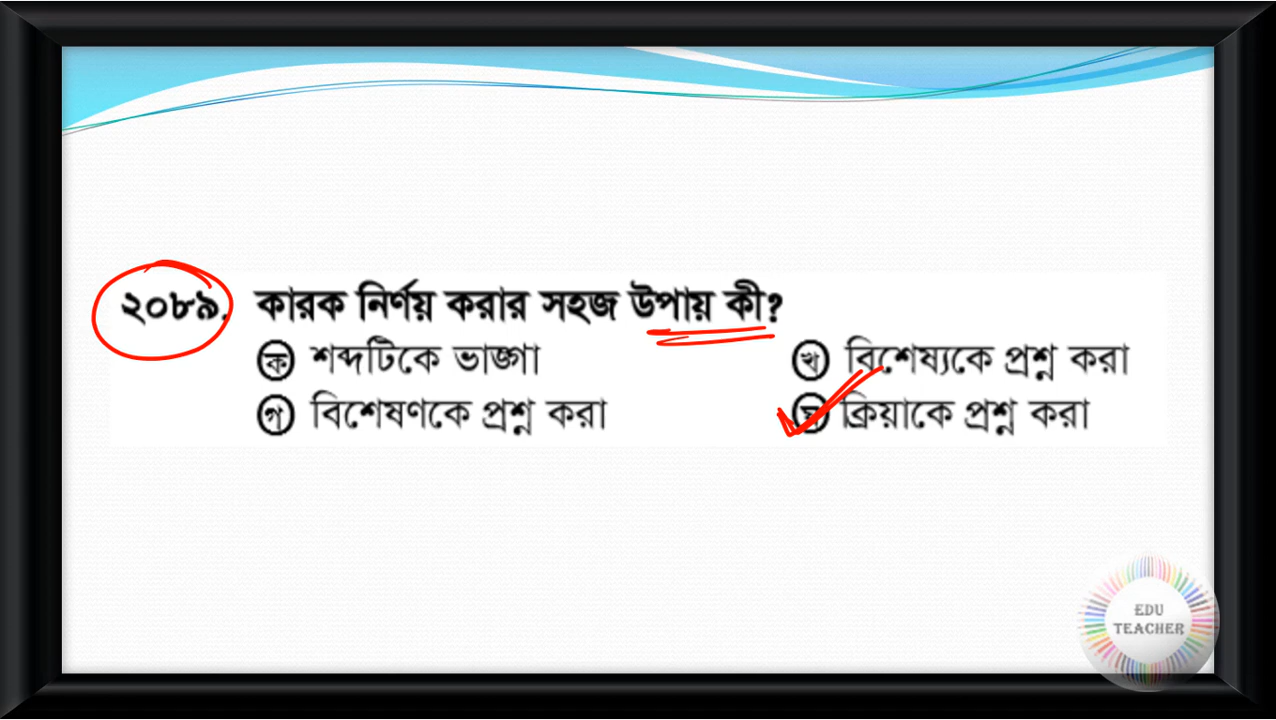 ২০৮৯. কারক নির্ণয় করার সহজ উপায় কী?
ক শব্দটিকে ভাঙ্গা খ বিশেষ্যকে প্রশ্ন করা
গ বিশেষণকে প্রশ্ন করা ঘ ক্রিয়াকে প্রশ্ন করা
EDU
TEACHER